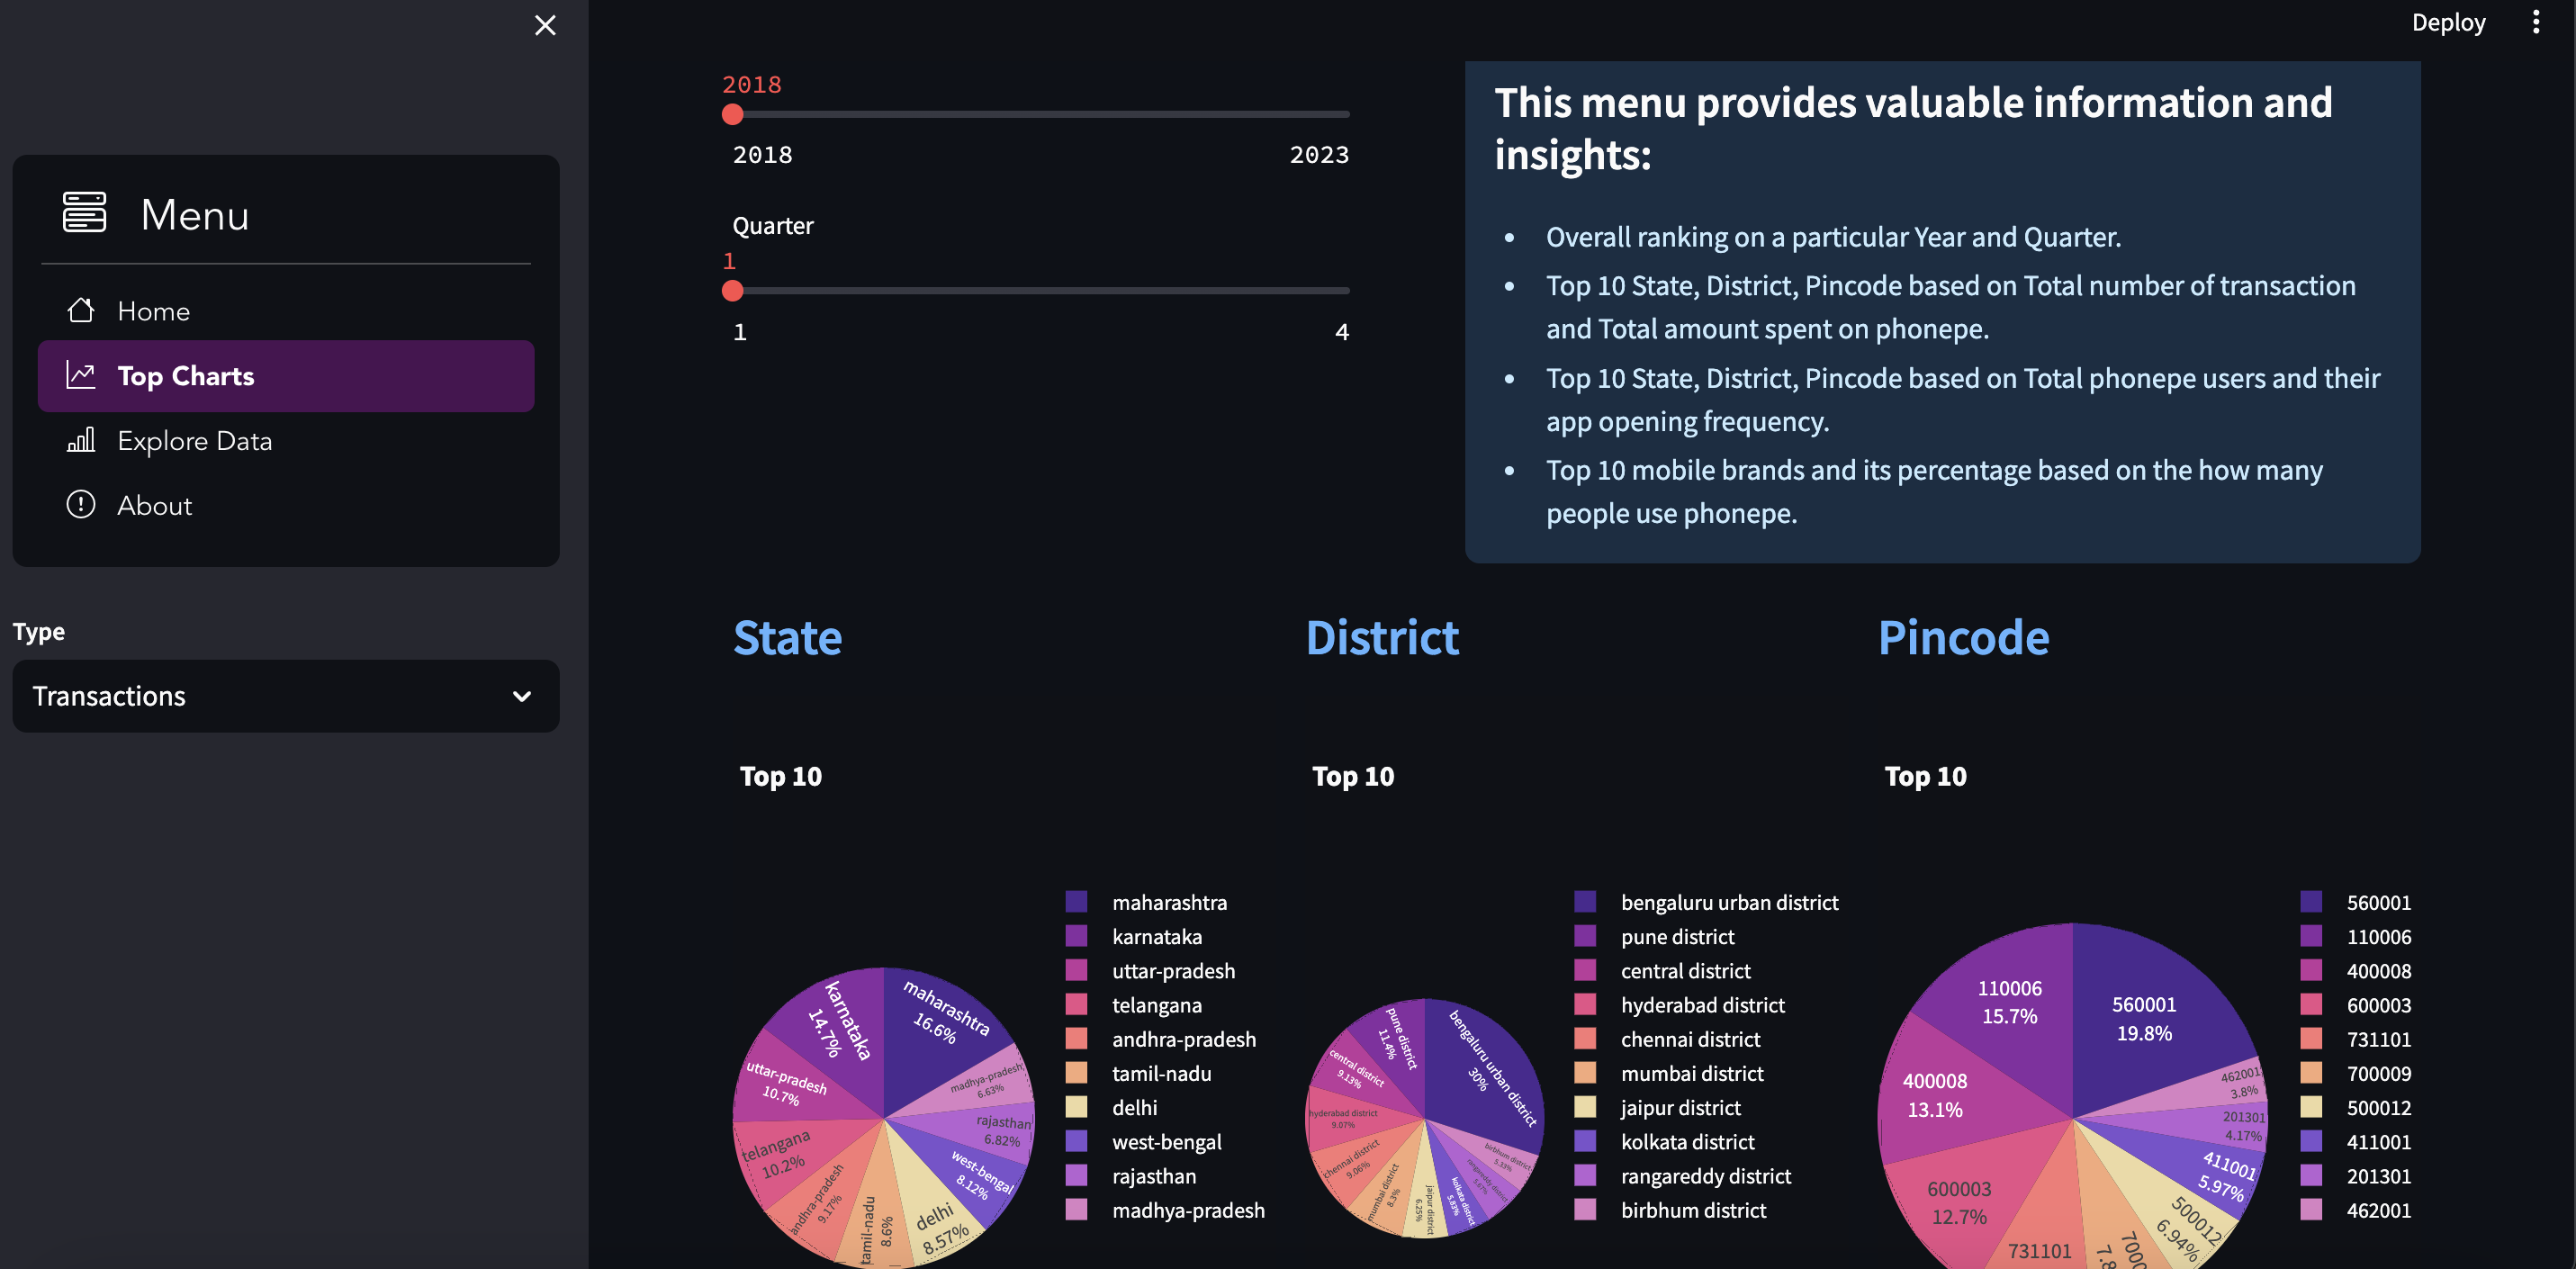 Deploy
Menu
Home
Top Charts
Explore Data
About
Type
Transactions
2018
2018 2023
Quarter
1
1 4
This menu provides valuable information and
insights:
Overall ranking on a particular Year and Quarter.
Top 10 State, District, Pincode based on Total number of transaction
and Total amount spent on phonepe.
Top 10 State, District, Pincode based on Total phonepe users and their
app opening frequency.
Top 10 mobile brands and its percentage based on the how many
people use phonepe.
State
Top 10
maharashtra
16.6%
karnataka
14.7%
uttar-pradesh
10.7%
telangana
10.2%
andhra-pradesh
9.17%
tamil-nadu
8.6%
delhi
8.57%
west-bengal
8.12%
rajasthan
6.82%
madhya-pradesh
6.63%
maharashtra
karnataka
uttar-pradesh
telangana
andhra-pradesh
tamil-nadu
delhi
west-bengal
rajasthan
madhya-pradesh
District
Top 10
bengaluru urban district
30%
pune district
11.4%
central district
9.13%
hyderabad district
9.07%
chennai district
9.06%
mumbai district
8.3%
jaipur district
6.25%
kolkata district
5.83%
rangareddy district
birbhum district
5.33%
bengaluru urban district
pune district
central district
hyderabad district
chennai district
mumbai district
jaipur district
kolkata district
rangareddy district
birbhum district
Pincode
Top 10
560001
19.8%
110006
15.7%
400008
13.1%
600003
12.7%
731101
500012
6.94%
411001
5.97%
201301
4.17%
462001
3.8%
560001
110006
400008
600003
731101
700009
500012
411001
201301
462001